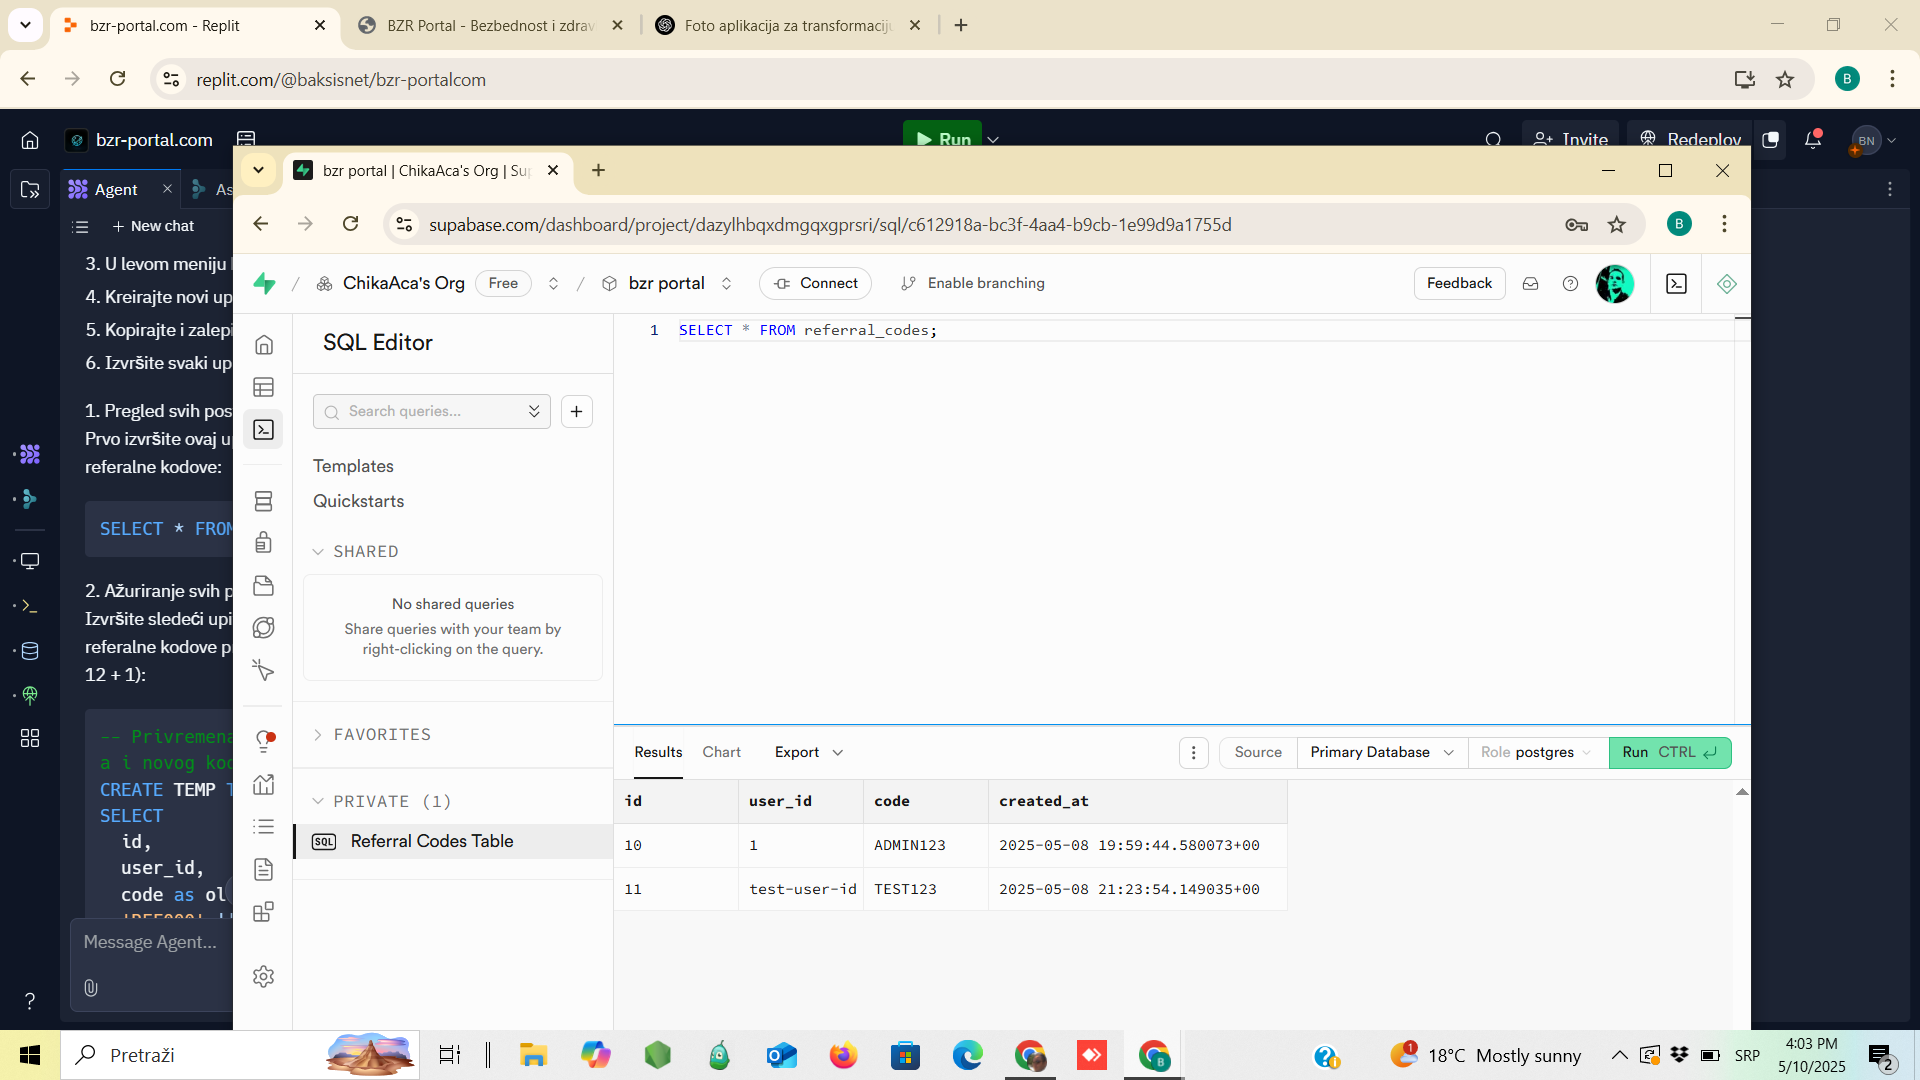 bzr-portal.com - Replit
BZR Portal - Bezbednost i zdrav
Foto aplikacija za transformaciju
replit.com/@baksisnet/bzr-portalcom
B
bzr-portal.com
Run
Invite
Redeploy
BN
Agent
As
New chat
3. U levom meniju
4. Kreirajte novi up
5. Kopirajte i zalepi
6. Izvršite svaki up
1. Pregled svih pos
Prvo izvršite ovaj u
referalne kodove:
SELECT * FROM
2. Ažuriranje svih p
Izvršite sledeći upi
referalne kodove p
12 + 1):
-- Privremena
a i novog kod
CREATE TEMP T
SELECT
id,
user_id,
code as ol
'REF000'
Message Agent...
?
bzr portal | ChikaAca's Org | Sup
supabase.com/dashboard/project/dazylhbqxdmgqxgprsri/sql/c612918a-bc3f-4aa4-b9cb-1e99d9a1755d
B
/ ChikaAca's Org Free / bzr portal Connect Enable branching Feedback
SQL Editor
Search queries...
Templates
Quickstarts
SHARED
No shared queries
Share queries with your team by
right-clicking on the query.
FAVORITES
PRIVATE (1)
SQL Referral Codes Table
1 SELECT * FROM referral_codes;
Results Chart Export Source Primary Database Role postgres Run CTRL
id user_id code created_at
10 1 ADMIN123 2025-05-08 19:59:44.580073+00
11 test-user-id TEST123 2025-05-08 21:23:54.149035+00
Pretraži
B
1
18°C Mostly sunny
SRP
4:03 PM
5/10/2025
2